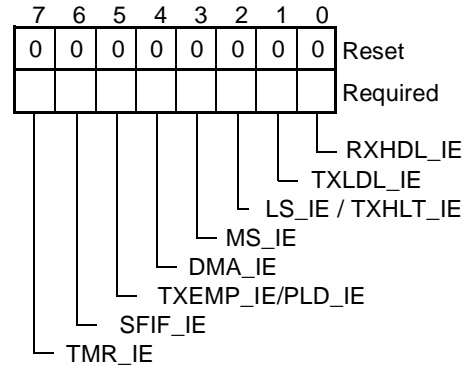 7 6 5 4 3 2 1 0
0 0 0 0 0 0 0 0 Reset
Required
RXHDL_IE
TXLDL_IE
LS_IE / TXHLT_IE
MS_IE
DMA_IE
TXEMP_IE/PLD_IE
SFIF_IE
TMR_IE